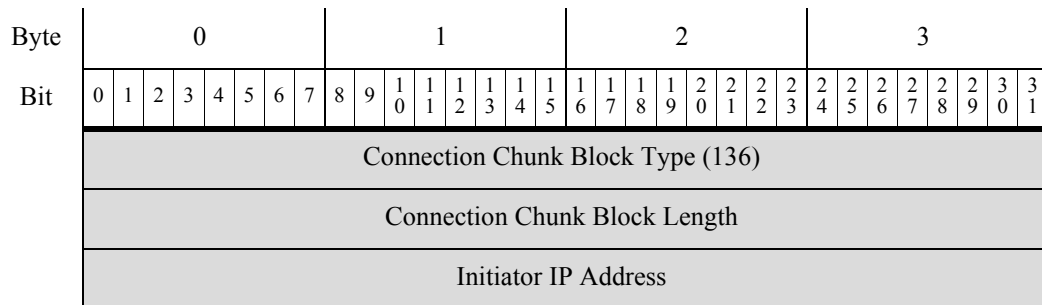 Byte 0 1 2 3
Bit 0 1 2 3 4 5 6 7 8 9 10 11 12 13 14 15 16 17 18 19 20 21 22 23 24 25 26 27 28 29 30 31
Connection Chunk Block Type (136)
Connection Chunk Block Length
Initiator IP Address